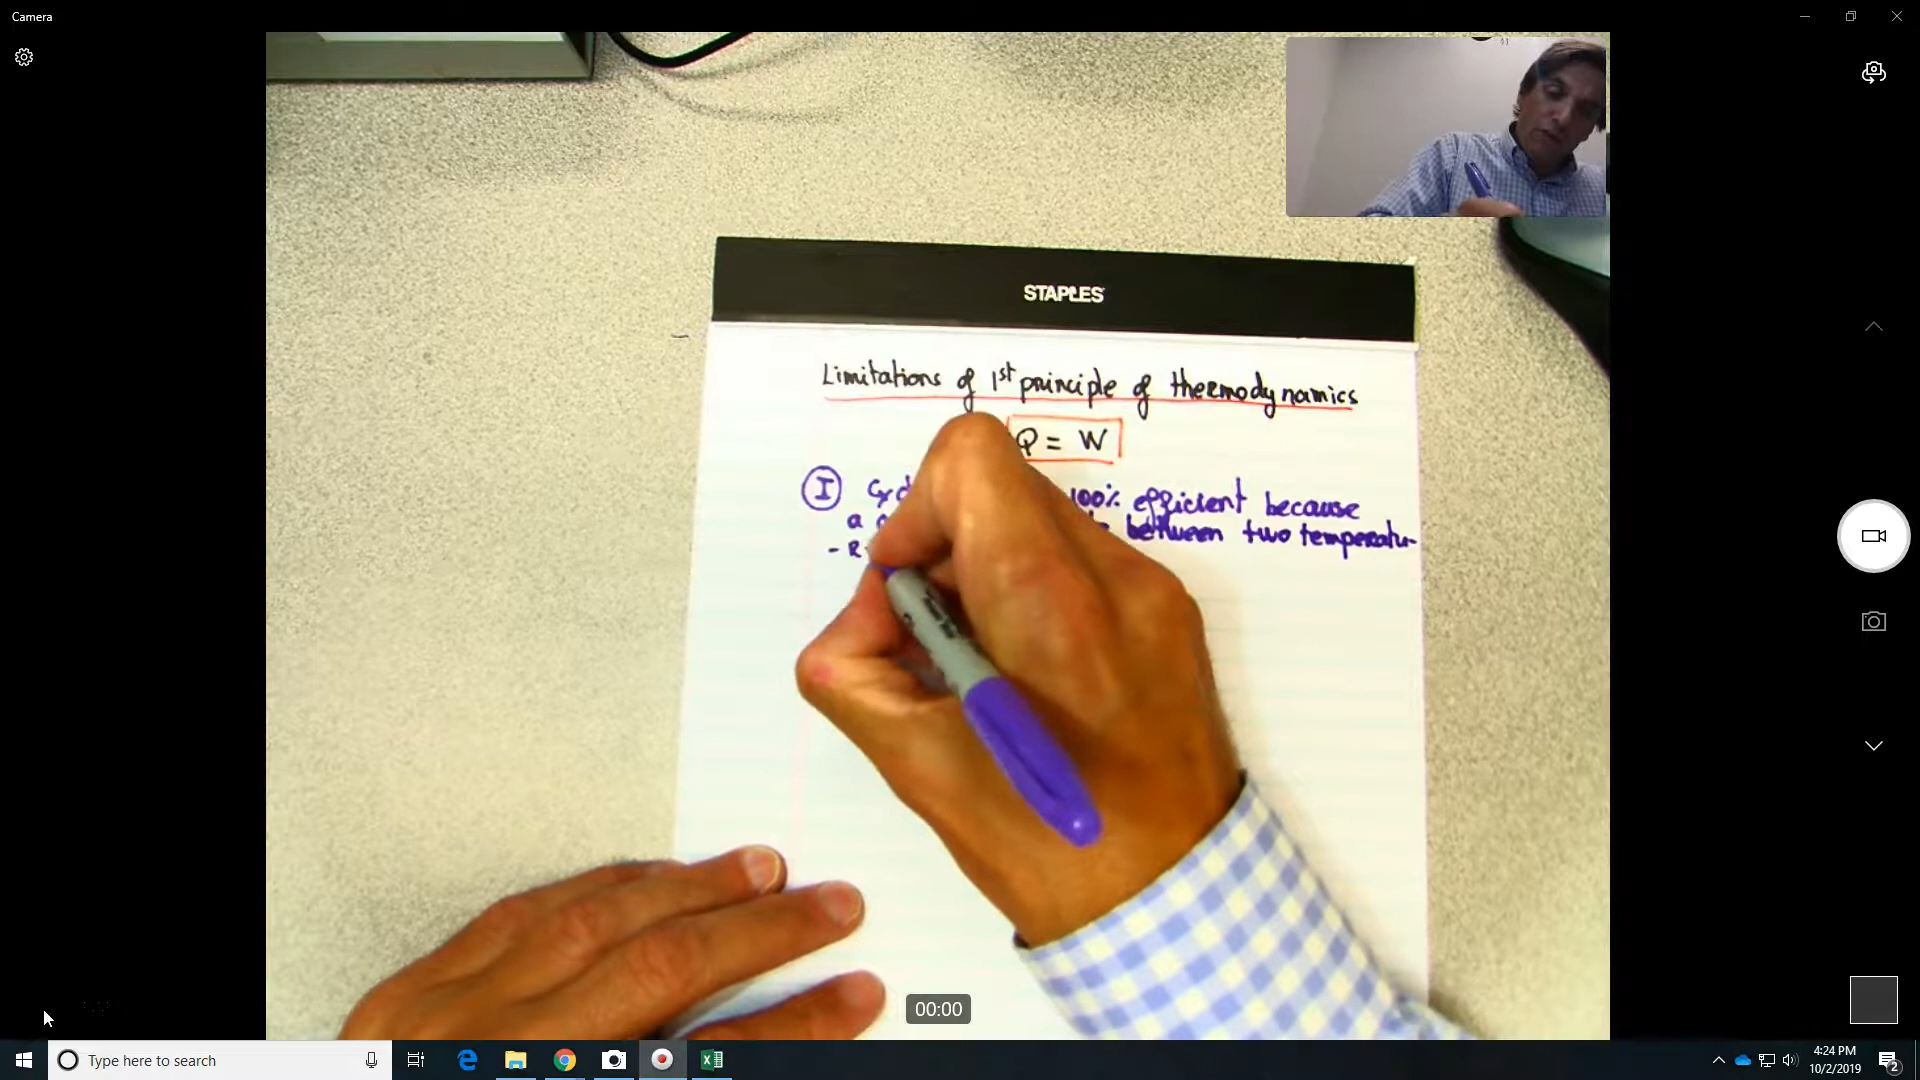 Camera
STAPLES
Limitations of 1st principle of thermodynamics
Q = W
I 100% efficient because
a between two temperatu-
- R
00:00
Type here to search
4:24 PM
10/2/2019
2